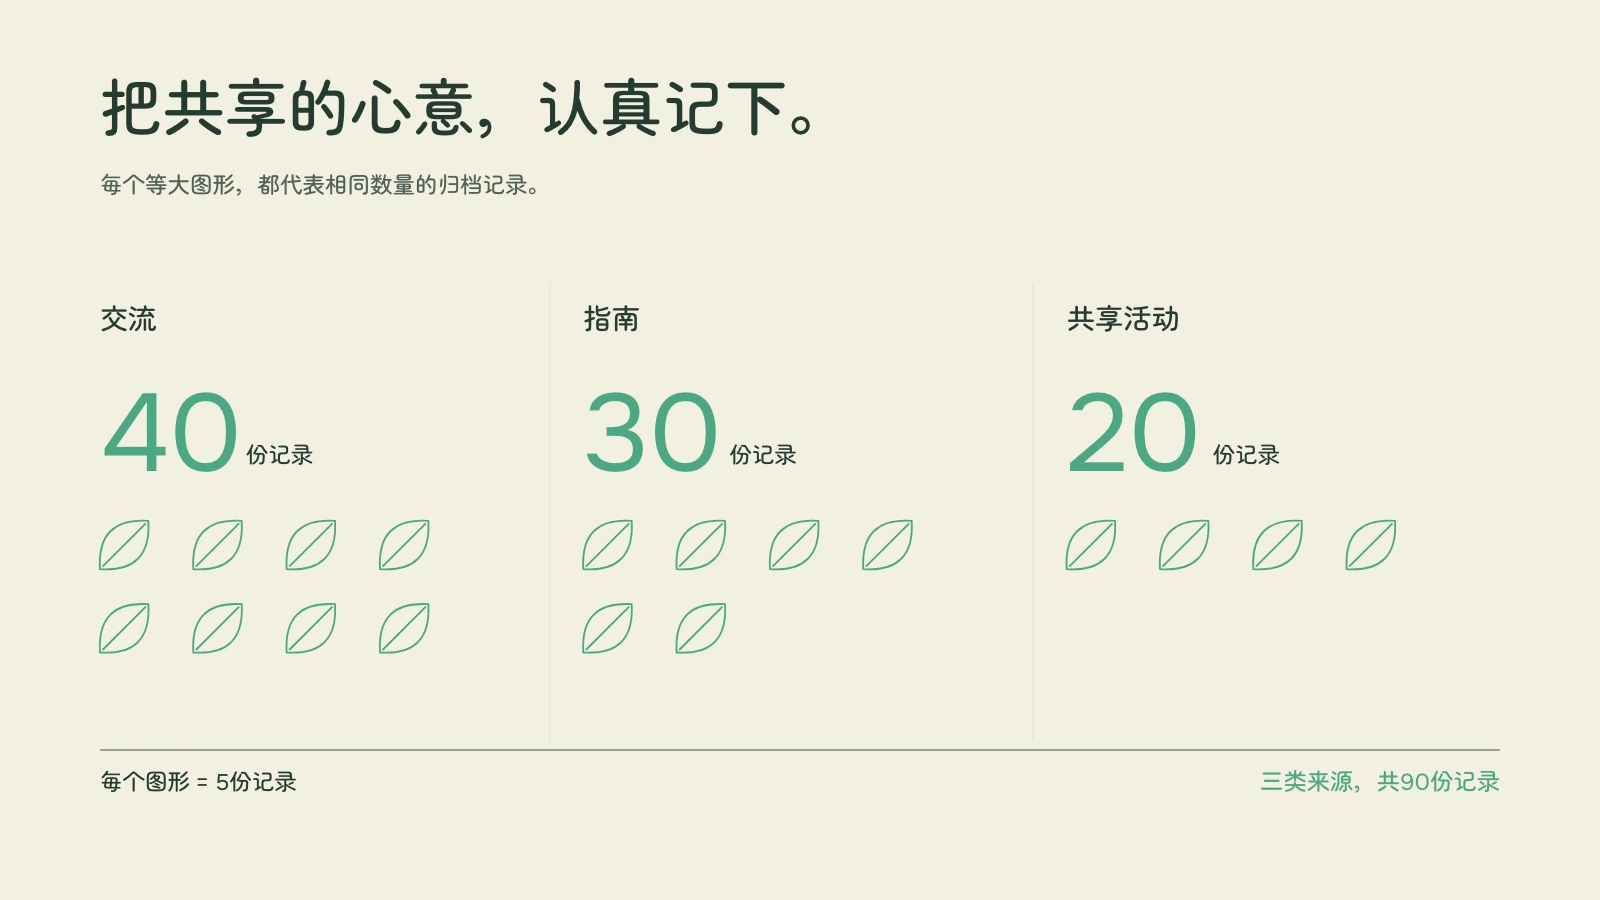 把共享的心意，认真记下。
每个等大图形，都代表相同数量的归档记录。
交流
40 份记录
指南
30 份记录
共享活动
20 份记录
每个图形 = 5份记录
三类来源，共90份记录